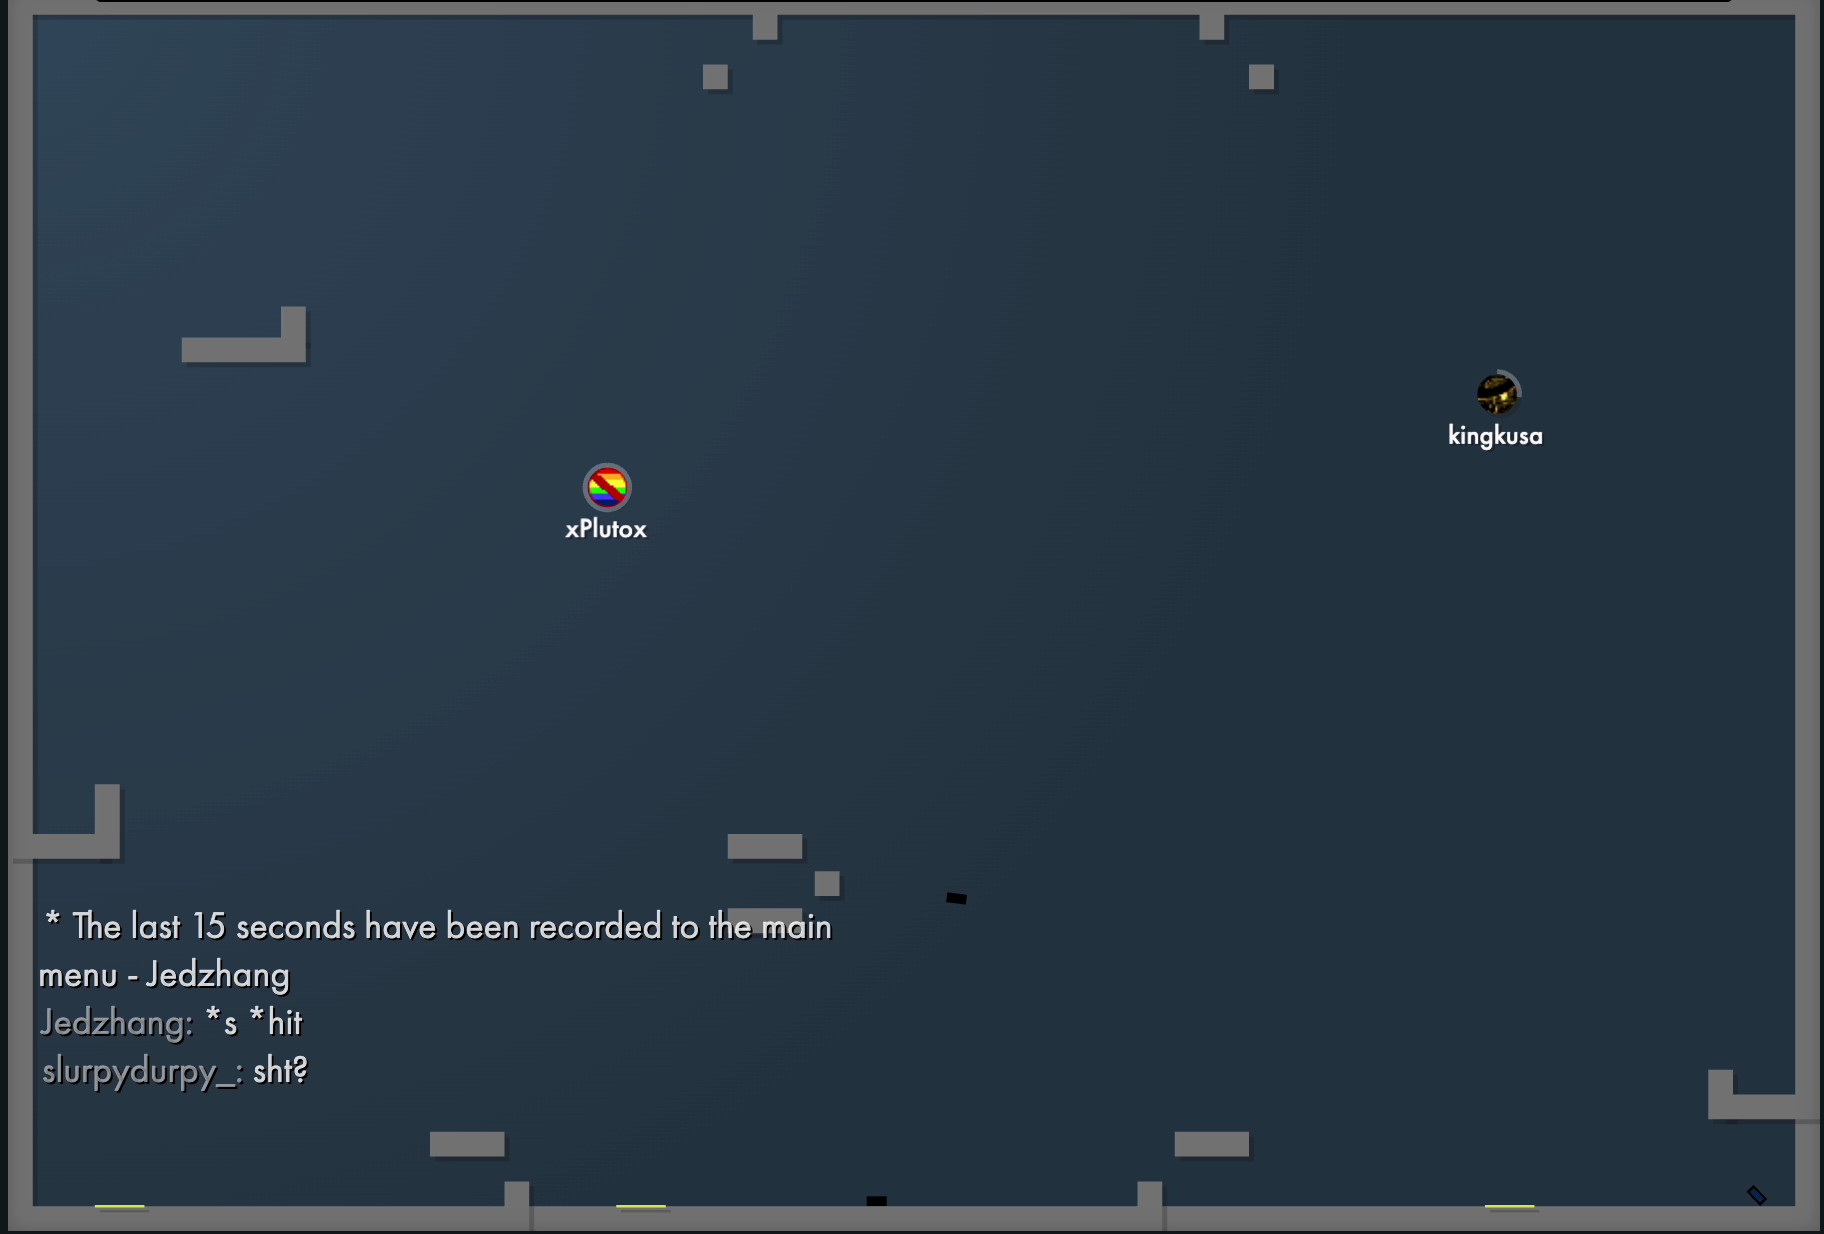 kingkusa
xPlutox
* The last 15 seconds have been recorded to the main
menu - Jedzhang
Jedzhang: *s *hit
slurpydurpy_: sht?